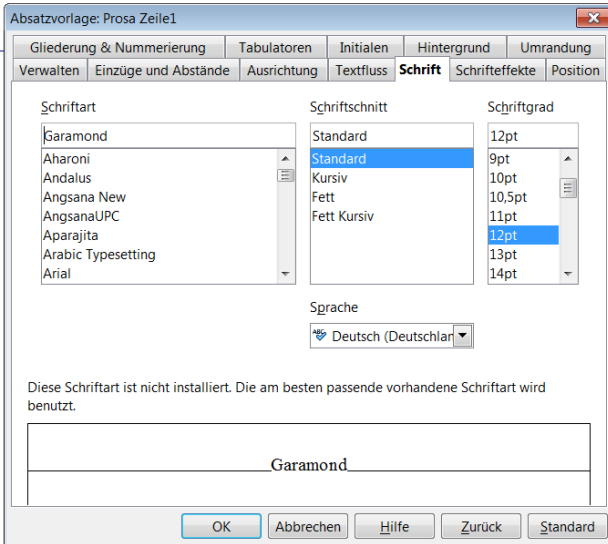 Absatzvorlage: Prosa Zeile1
Gliederung & Nummerierung Tabulatoren Initialen Hintergrund Umrandung
Verwalten Einzüge und Abstände Ausrichtung Textfluss Schrift Schrifteffekte Position
Schriftart Schriftschnitt Schriftgrad
Garamond Standard 12pt
Aharoni Standard 9pt
Andalus Kursiv 10pt
Angsana New Fett 10,5pt
AngsanaUPC Fett Kursiv 11pt
Aparajita 12pt
Arabic Typesetting 13pt
Arial 14pt
Sprache
ABC Deutsch (Deutschlan
Diese Schriftart ist nicht installiert. Die am besten passende vorhandene Schriftart wird
benutzt.
Garamond
OK Abbrechen Hilfe Zurück Standard